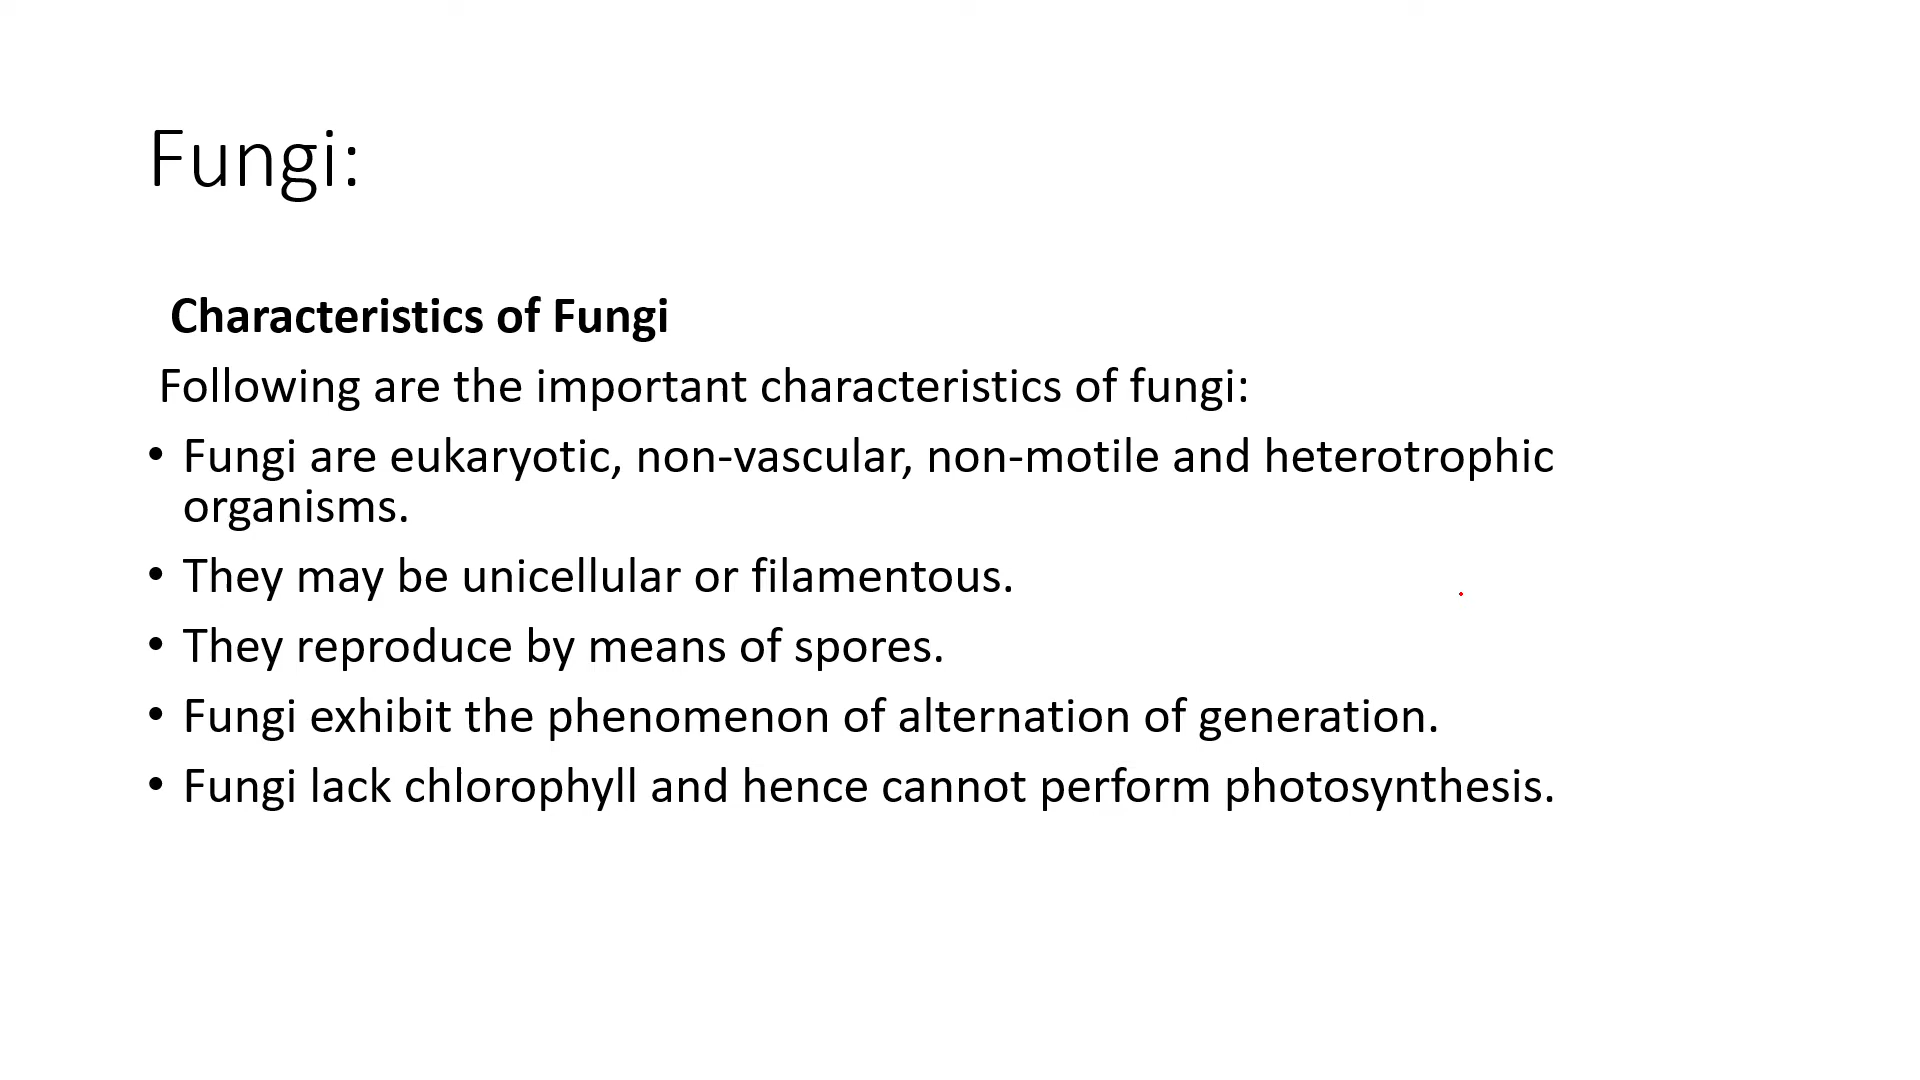 Fungi:
Characteristics of Fungi
Following are the important characteristics of fungi:
• Fungi are eukaryotic, non-vascular, non-motile and heterotrophic
organisms.
• They may be unicellular or filamentous.
• They reproduce by means of spores.
• Fungi exhibit the phenomenon of alternation of generation.
• Fungi lack chlorophyll and hence cannot perform photosynthesis.